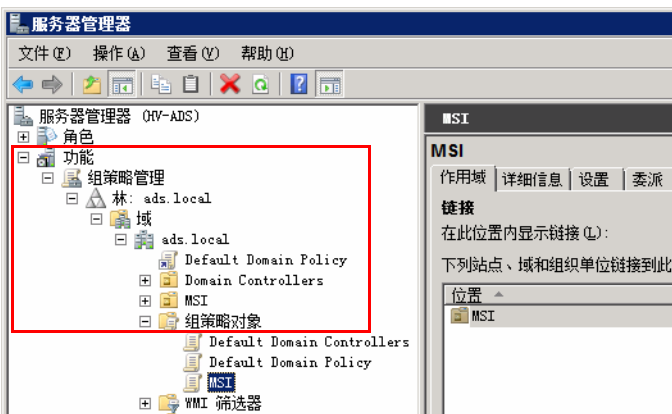 服务器管理器
文件(F) 操作(A) 查看(V) 帮助(H)
服务器管理器 (HV-ADS)
角色
功能
组策略管理
林: ads.local
域
ads.local
Default Domain Policy
Domain Controllers
MSI
组策略对象
Default Domain Controllers
Default Domain Policy
MSI
WMI 筛选器
MSI
MSI
作用域 详细信息 设置 委派
链接
在此位置内显示链接(L):
下列站点、域和组织单位链接到此
位置
MSI